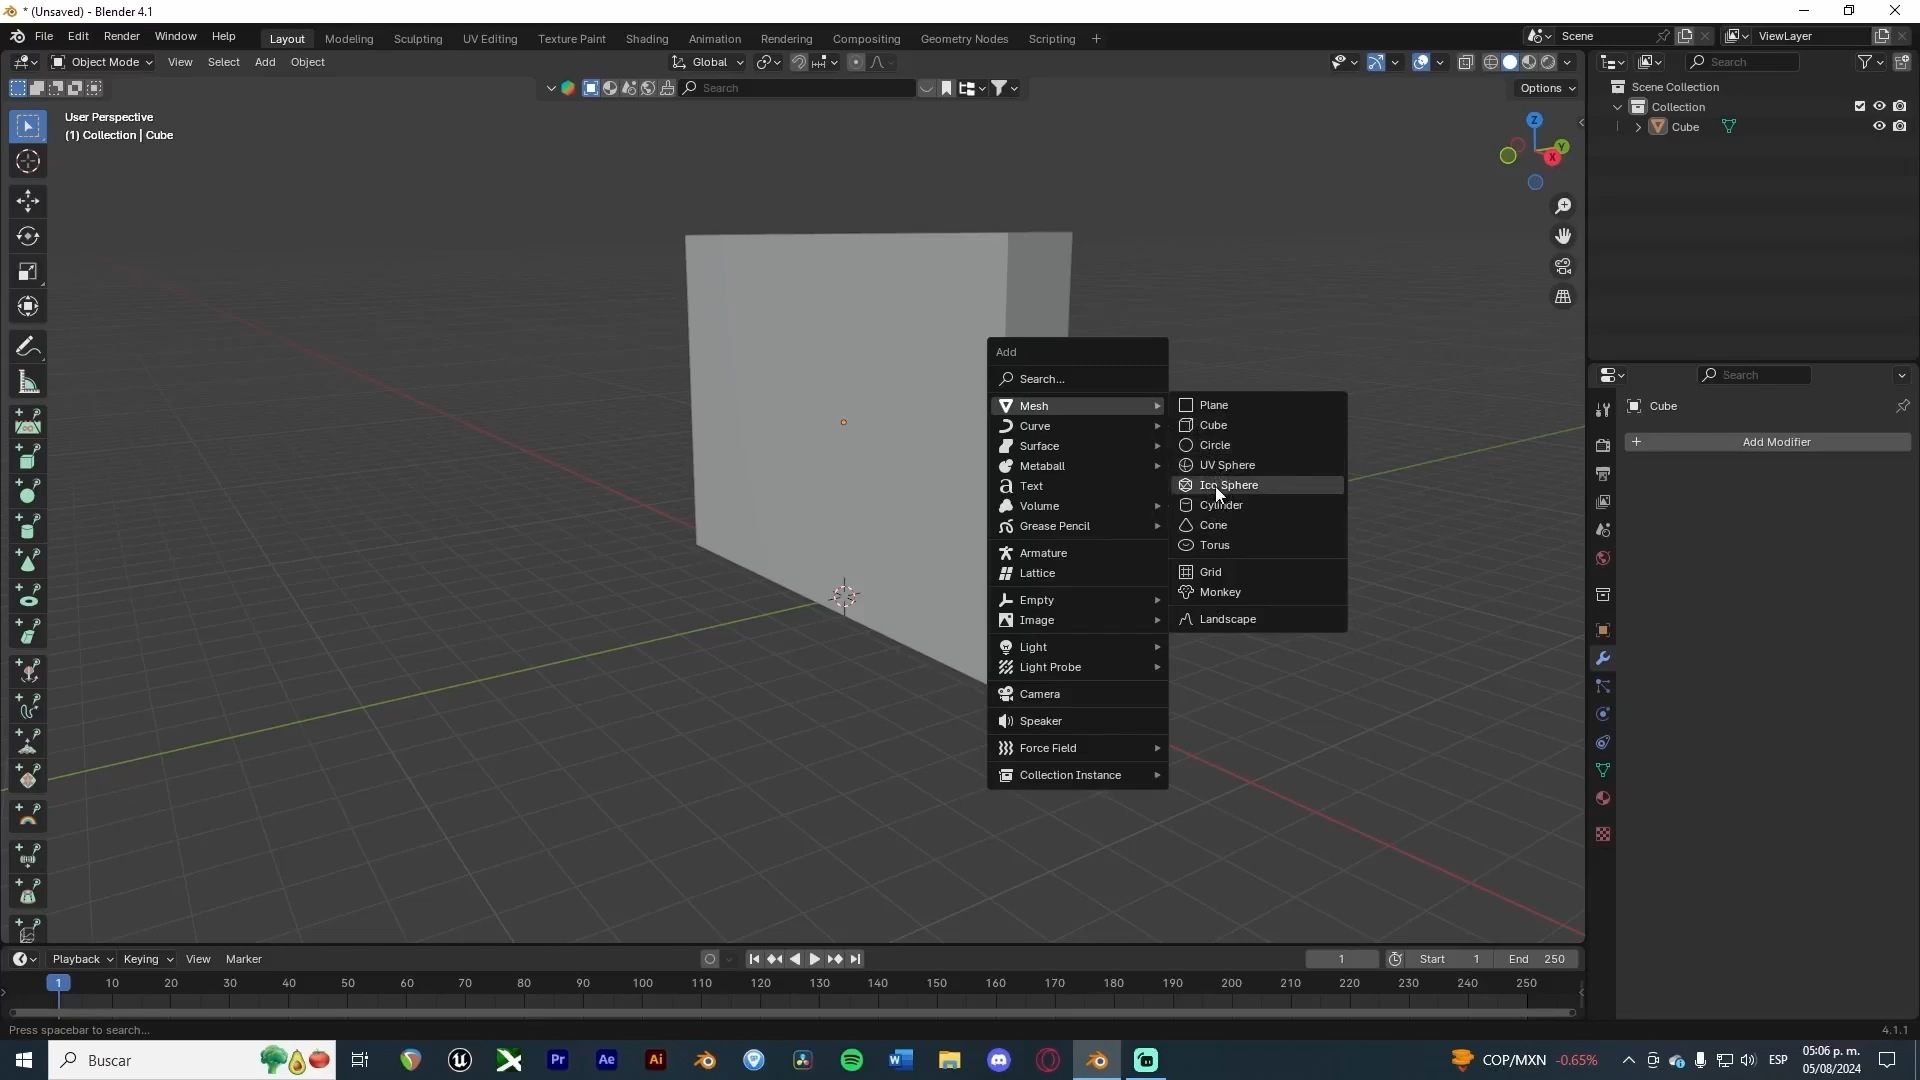 * (Unsaved) - Blender 4.1
File Edit Render Window Help Layout Modeling Sculpting UV Editing Texture Paint Shading Animation Rendering Compositing Geometry Nodes Scripting + Scene ViewLayer
Object Mode View Select Add Object Global Search
Search Options
User Perspective
(1) Collection | Cube
Scene Collection
Collection
Cube
Z
Y
X
Add
Search...
Mesh
Curve
Surface
Metaball
Text
Volume
Grease Pencil
Armature
Lattice
Empty
Image
Light
Light Probe
Camera
Speaker
Force Field
Collection Instance
Plane
Cube
Circle
UV Sphere
Ico Sphere
Cylinder
Cone
Torus
Grid
Monkey
Landscape
Search
Cube
+ Add Modifier
Playback Keying View Marker 1 Start 1 End 250
1 10 20 30 40 50 60 70 80 90 100 110 120 130 140 150 160 170 180 190 200 210 220 230 240 250
Press spacebar to search... 4.1.1
Buscar Pr Ae Ai COP/MXN -0.65% ESP 05:06 p. m.
05/08/2024